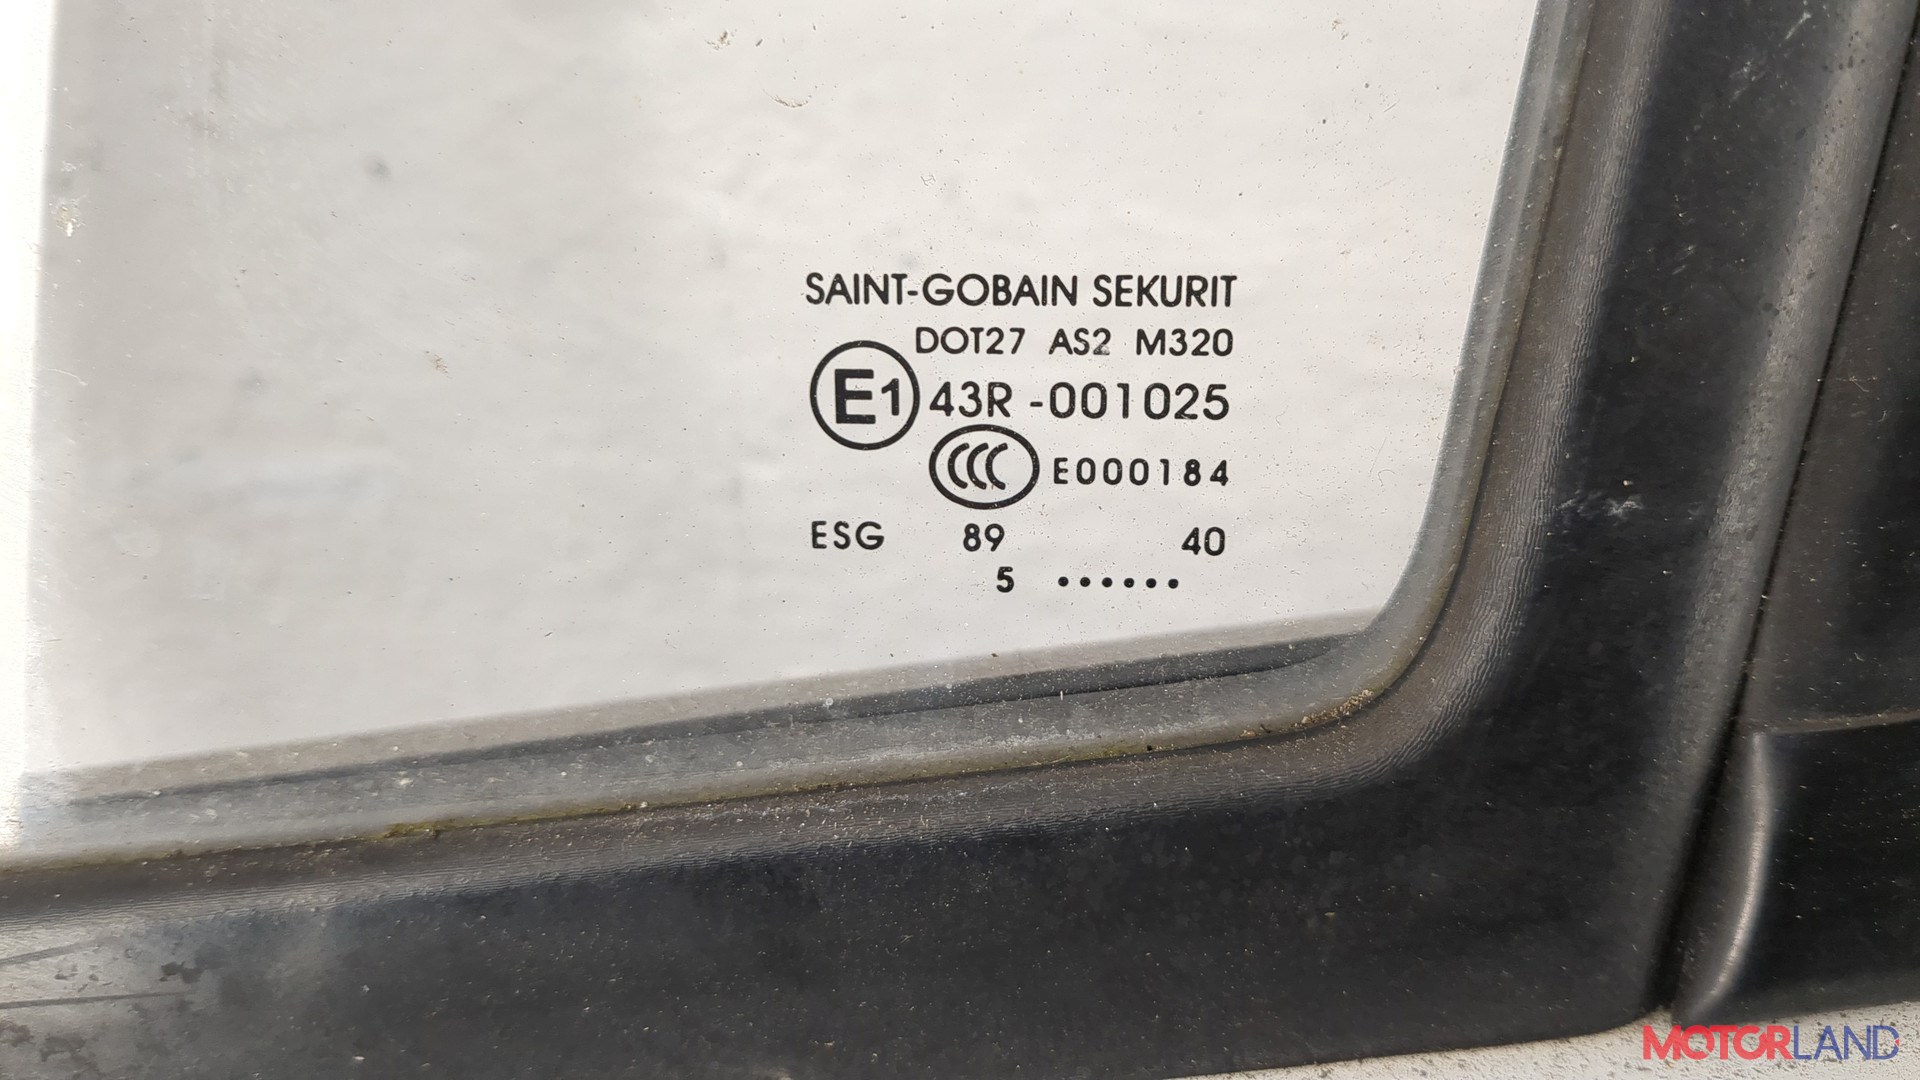 SAINT-GOBAIN SEKURIT
DOT27 AS2 M320
E1 43R -001025
CCC E000184
ESG 89 40
5 ••••••
MOTORLAND